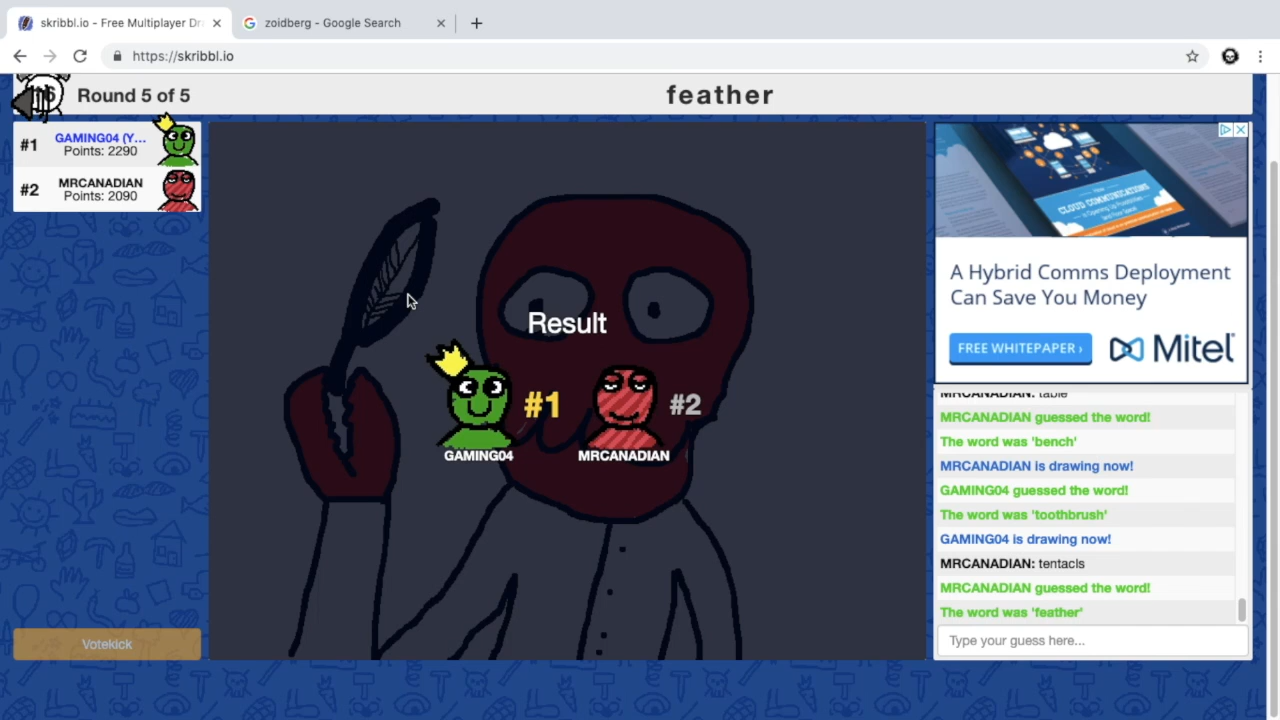 skribbl.io - Free Multiplayer Dr
zoidberg - Google Search
https://skribbl.io
Round 5 of 5
feather
#1
GAMING04 (Y...
Points: 2290
#2
MRCANADIAN
Points: 2090
Result
#1
#2
GAMING04
MRCANADIAN
CLOUD COMMUNICATIONS
A Hybrid Comms Deployment
Can Save You Money
FREE WHITEPAPER ›
Mitel
MRCANADIAN: table
MRCANADIAN guessed the word!
The word was 'bench'
MRCANADIAN is drawing now!
GAMING04 guessed the word!
The word was 'toothbrush'
GAMING04 is drawing now!
MRCANADIAN: tentacls
MRCANADIAN guessed the word!
The word was 'feather'
Type your guess here...
Votekick